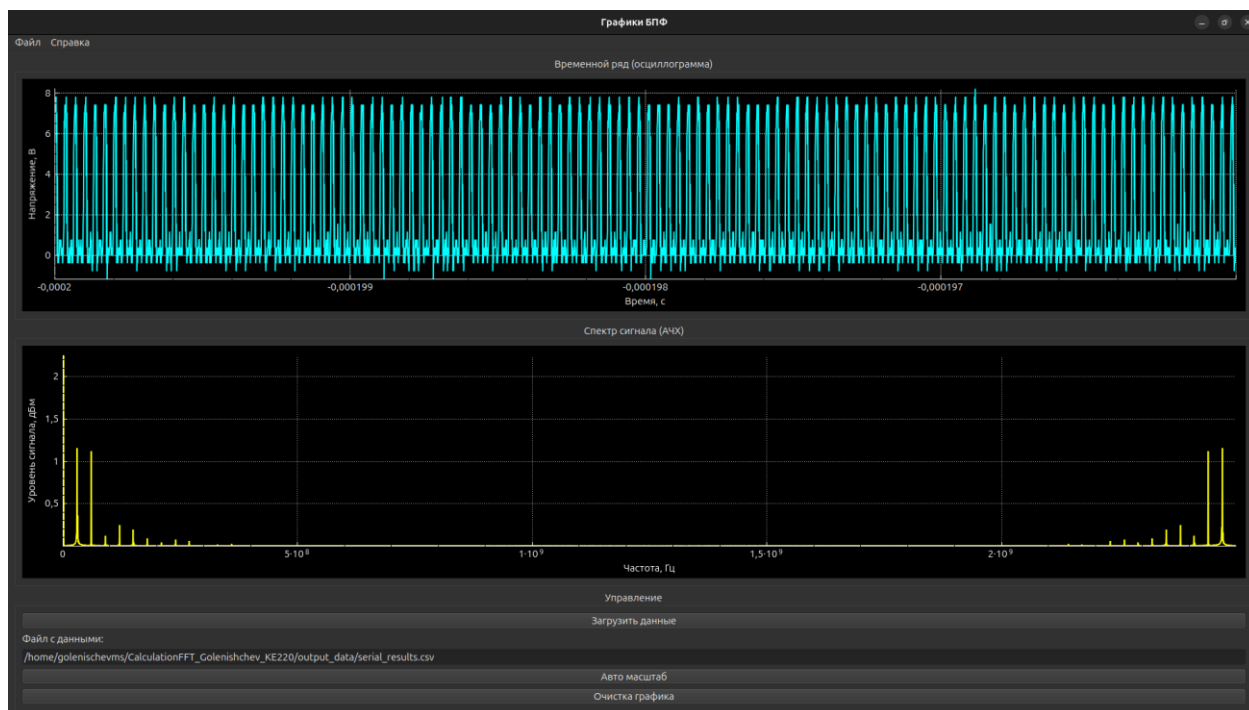 Графики БПФ
Файл Справка
Временной ряд (осциллограмма)
8
6
4
2
0
Напряжение, В
-0,0002 -0,000199 -0,000198 -0,000197
Время, с
Спектр сигнала (АЧХ)
2
1,5
1
0,5
Уровень сигнала, дБм
0 5·10⁸ 1·10⁹ 1,5·10⁹ 2·10⁹
Частота, Гц
Управление
Загрузить данные
Файл с данными:
/home/golenischevms/CalculationFFT_Golenishchev_KE220/output_data/serial_results.csv
Авто масштаб
Очистка графика